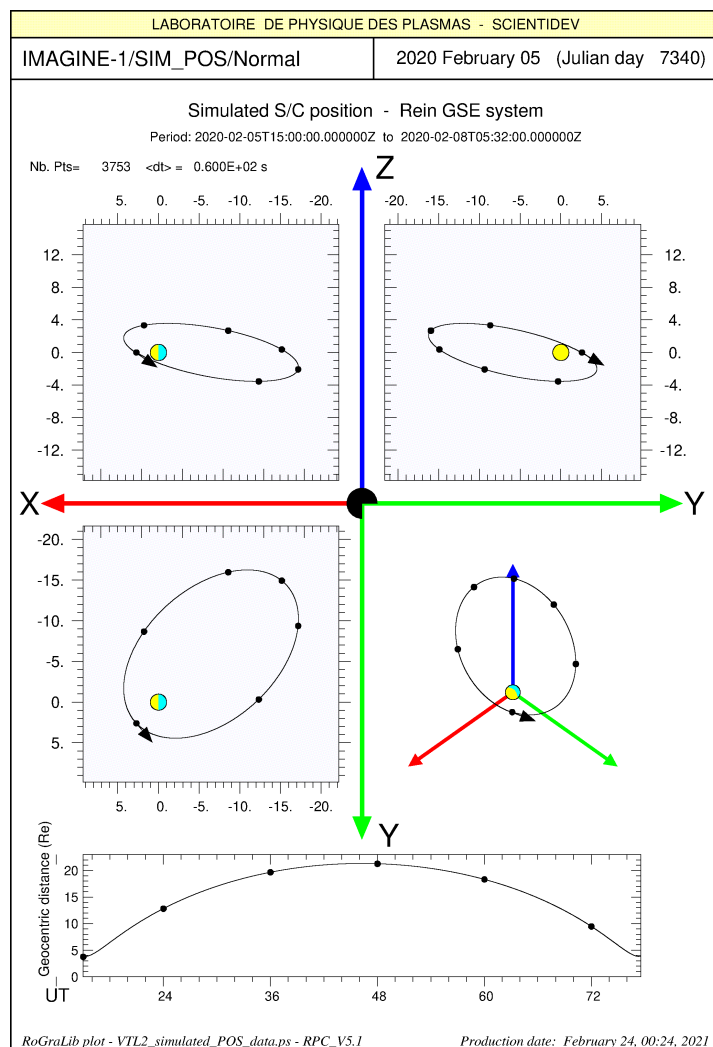 LABORATOIRE DE PHYSIQUE DES PLASMAS - SCIENTIDEV
IMAGINE-1/SIM_POS/Normal
2020 February 05 (Julian day 7340)
Simulated S/C position - Rein GSE system
Period: 2020-02-05T15:00:00.000000Z to 2020-02-08T05:32:00.000000Z
Nb. Pts= 3753 <dt> = 0.600E+02 s
Z
5. 0. -5. -10. -15. -20.
-20. -15. -10. -5. 0. 5.
12. 12.
8. 8.
4. 4.
0. 0.
-4. -4.
-8. -8.
-12. -12.
X Y
-20.
-15.
-10.
-5.
0.
5.
5. 0. -5. -10. -15. -20.
Y
Geocentric distance (Re)
20
15
10
5
0
UT 24 36 48 60 72
RoGraLib plot - VTL2_simulated_POS_data.ps - RPC_V5.1
Production date: February 24, 00:24, 2021